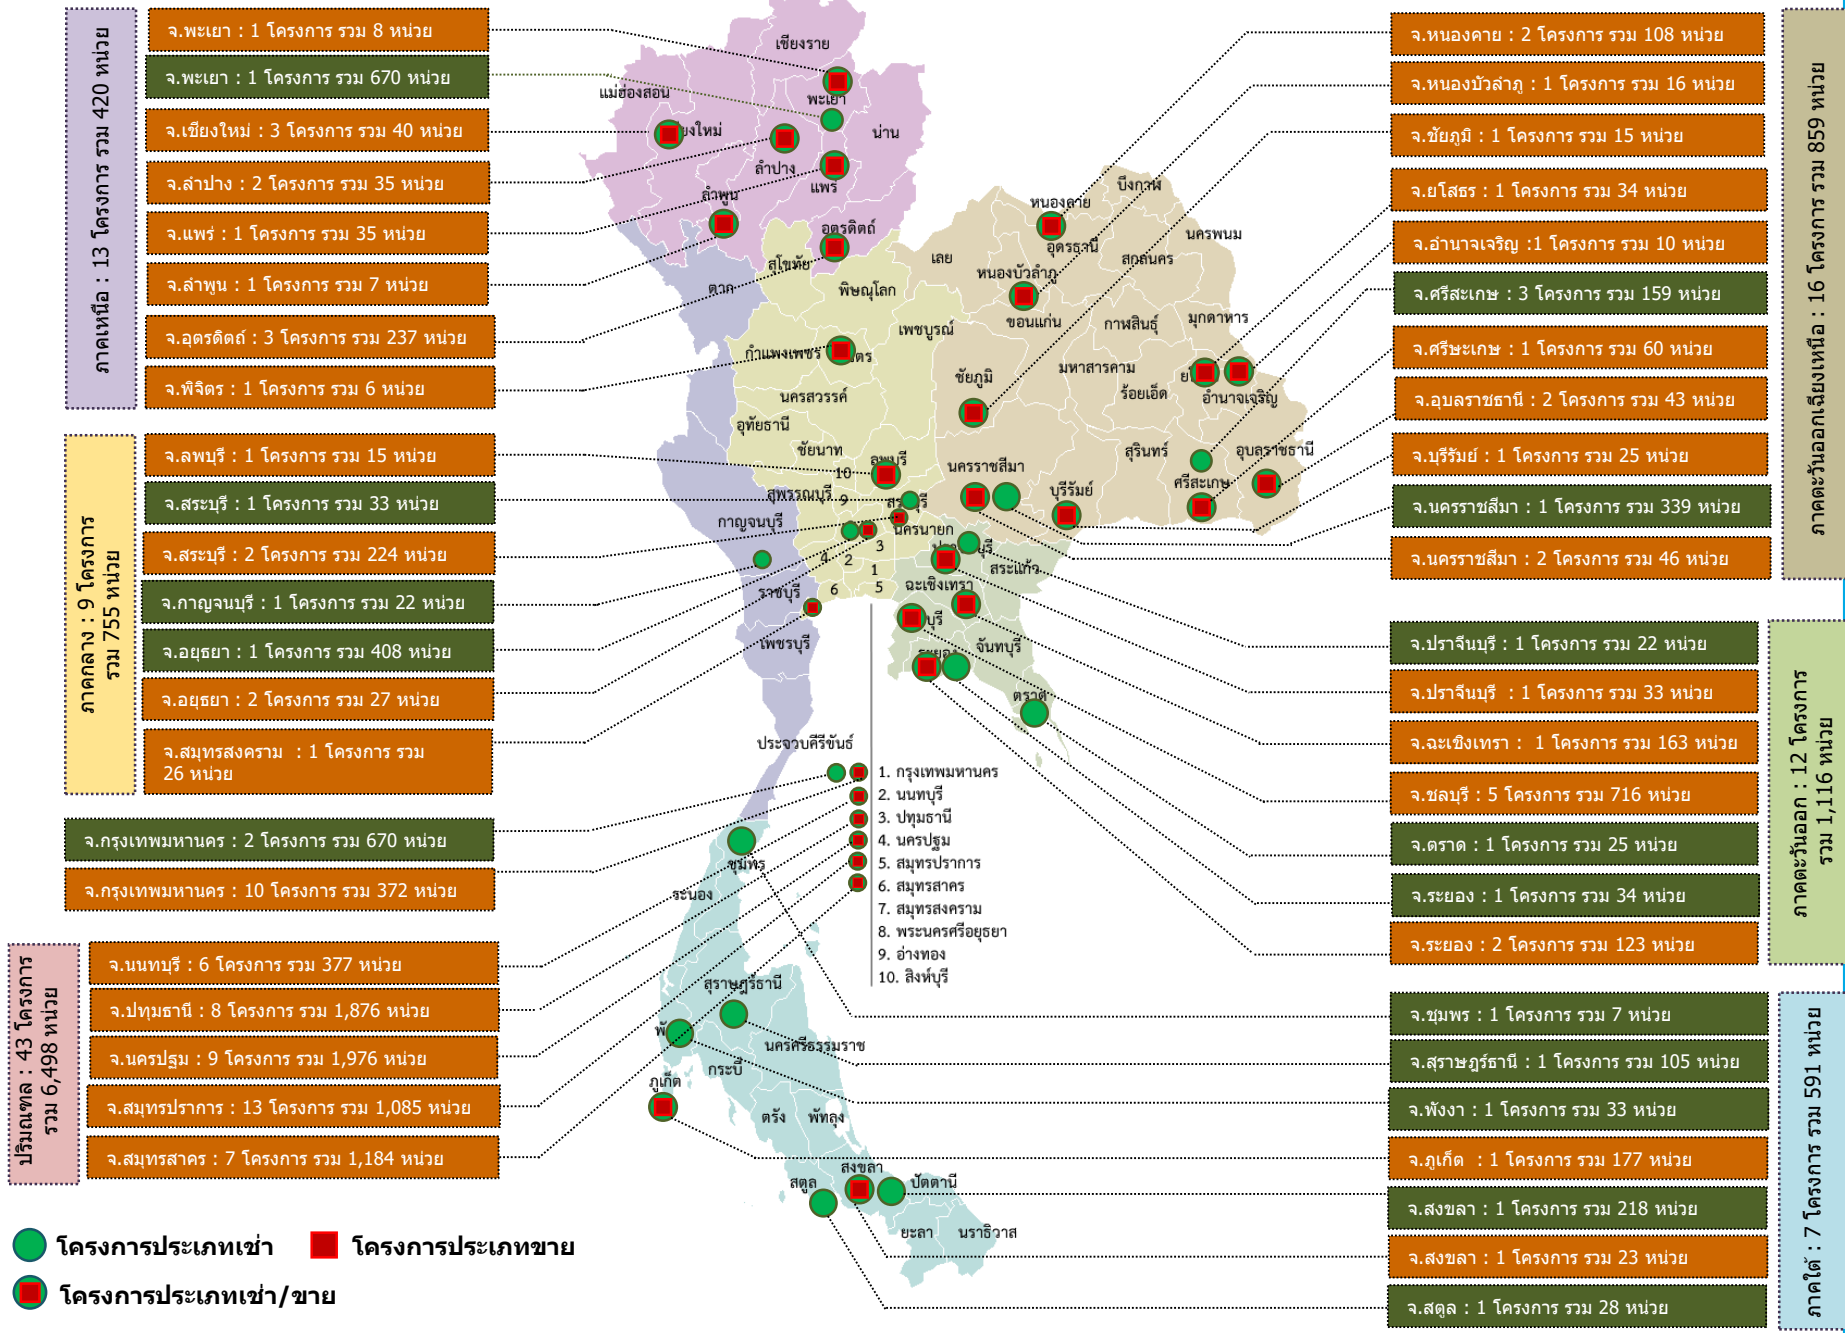 ภาคเหนือ : 13 โครงการ รวม 420 หน่วย
จ.พะเยา : 1 โครงการ รวม 8 หน่วย
จ.พะเยา : 1 โครงการ รวม 670 หน่วย
จ.เชียงใหม่ : 3 โครงการ รวม 40 หน่วย
จ.ลำปาง : 2 โครงการ รวม 35 หน่วย
จ.แพร่ : 1 โครงการ รวม 35 หน่วย
จ.ลำพูน : 1 โครงการ รวม 7 หน่วย
จ.อุตรดิตถ์ : 3 โครงการ รวม 237 หน่วย
จ.พิจิตร : 1 โครงการ รวม 6 หน่วย
ภาคกลาง : 9 โครงการ
รวม 755 หน่วย
จ.ลพบุรี : 1 โครงการ รวม 15 หน่วย
จ.สระบุรี : 1 โครงการ รวม 33 หน่วย
จ.สระบุรี : 2 โครงการ รวม 224 หน่วย
จ.กาญจนบุรี : 1 โครงการ รวม 22 หน่วย
จ.อยุธยา : 1 โครงการ รวม 408 หน่วย
จ.อยุธยา : 2 โครงการ รวม 27 หน่วย
จ.สมุทรสงคราม : 1 โครงการ รวม
26 หน่วย
จ.กรุงเทพมหานคร : 2 โครงการ รวม 670 หน่วย
จ.กรุงเทพมหานคร : 10 โครงการ รวม 372 หน่วย
ปริมณฑล : 43 โครงการ
รวม 6,498 หน่วย
จ.นนทบุรี : 6 โครงการ รวม 377 หน่วย
จ.ปทุมธานี : 8 โครงการ รวม 1,876 หน่วย
จ.นครปฐม : 9 โครงการ รวม 1,976 หน่วย
จ.สมุทรปราการ : 13 โครงการ รวม 1,085 หน่วย
จ.สมุทรสาคร : 7 โครงการ รวม 1,184 หน่วย
โครงการประเภทเช่า
โครงการประเภทขาย
โครงการประเภทเช่า/ขาย
เชียงราย
แม่ฮ่องสอน
พะเยา
ียงใหม่
น่าน
ลำปาง
แพร่
ลำพูน
อุตรดิตถ์
สุโขทัย
ตาก
พิษณุโลก
เพชบูรณ์
กำแพงเพชร
ตร
นครสวรรค์
อุทัยธานี
ชัยนาท
ลพบุรี
10
สุพรรณบุรี
9
กาญจนบุรี
นครนายก
3
4
2
1
5
6
ราชบุรี
เพชรบุรี
ประจวบคีรีขันธ์
บึงกาฬ
หนองคาย
นครพนม
อุดรธานี
สกลนคร
เลย
หนองบัวลำภู
ขอนแก่น
กาฬสินธุ์
มุกดาหาร
มหาสารคาม
ชัยภูมิ
ร้อยเอ็ด
อำนาจเจริญ
สุรินทร์
อุบลราชธานี
นครราชสีมา
บุรีรัมย์
ศรีสะเกษ
สระแก้ว
ฉะเชิงเทรา
บุรี
จันทบุรี
ระยอง
ตราด
1. กรุงเทพมหานคร
2. นนทบุรี
3. ปทุมธานี
4. นครปฐม
5. สมุทรปราการ
6. สมุทรสาคร
7. สมุทรสงคราม
8. พระนครศรีอยุธยา
9. อ่างทอง
10. สิงห์บุรี
ชุมพร
ระนอง
สุราษฎร์ธานี
นครศรีธรรมราช
กระบี่
ภูเก็ต
ตรัง
พัทลุง
สงขลา
สตูล
ปัตตานี
ยะลา
นราธิวาส
จ.หนองคาย : 2 โครงการ รวม 108 หน่วย
จ.หนองบัวลำภู : 1 โครงการ รวม 16 หน่วย
จ.ชัยภูมิ : 1 โครงการ รวม 15 หน่วย
จ.ยโสธร : 1 โครงการ รวม 34 หน่วย
จ.อำนาจเจริญ :1 โครงการ รวม 10 หน่วย
จ.ศรีสะเกษ : 3 โครงการ รวม 159 หน่วย
จ.ศรีษะเกษ : 1 โครงการ รวม 60 หน่วย
จ.อุบลราชธานี : 2 โครงการ รวม 43 หน่วย
จ.บุรีรัมย์ : 1 โครงการ รวม 25 หน่วย
จ.นครราชสีมา : 1 โครงการ รวม 339 หน่วย
จ.นครราชสีมา : 2 โครงการ รวม 46 หน่วย
ภาคตะวันออกเฉียงเหนือ : 16 โครงการ รวม 859 หน่วย
จ.ปราจีนบุรี : 1 โครงการ รวม 22 หน่วย
จ.ปราจีนบุรี : 1 โครงการ รวม 33 หน่วย
จ.ฉะเชิงเทรา : 1 โครงการ รวม 163 หน่วย
จ.ชลบุรี : 5 โครงการ รวม 716 หน่วย
จ.ตราด : 1 โครงการ รวม 25 หน่วย
จ.ระยอง : 1 โครงการ รวม 34 หน่วย
จ.ระยอง : 2 โครงการ รวม 123 หน่วย
ภาคตะวันออก : 12 โครงการ
รวม 1,116 หน่วย
จ.ชุมพร : 1 โครงการ รวม 7 หน่วย
จ.สุราษฎร์ธานี : 1 โครงการ รวม 105 หน่วย
จ.พังงา : 1 โครงการ รวม 33 หน่วย
จ.ภูเก็ต : 1 โครงการ รวม 177 หน่วย
จ.สงขลา : 1 โครงการ รวม 218 หน่วย
จ.สงขลา : 1 โครงการ รวม 23 หน่วย
จ.สตูล : 1 โครงการ รวม 28 หน่วย
ภาคใต้ : 7 โครงการ รวม 591 หน่วย